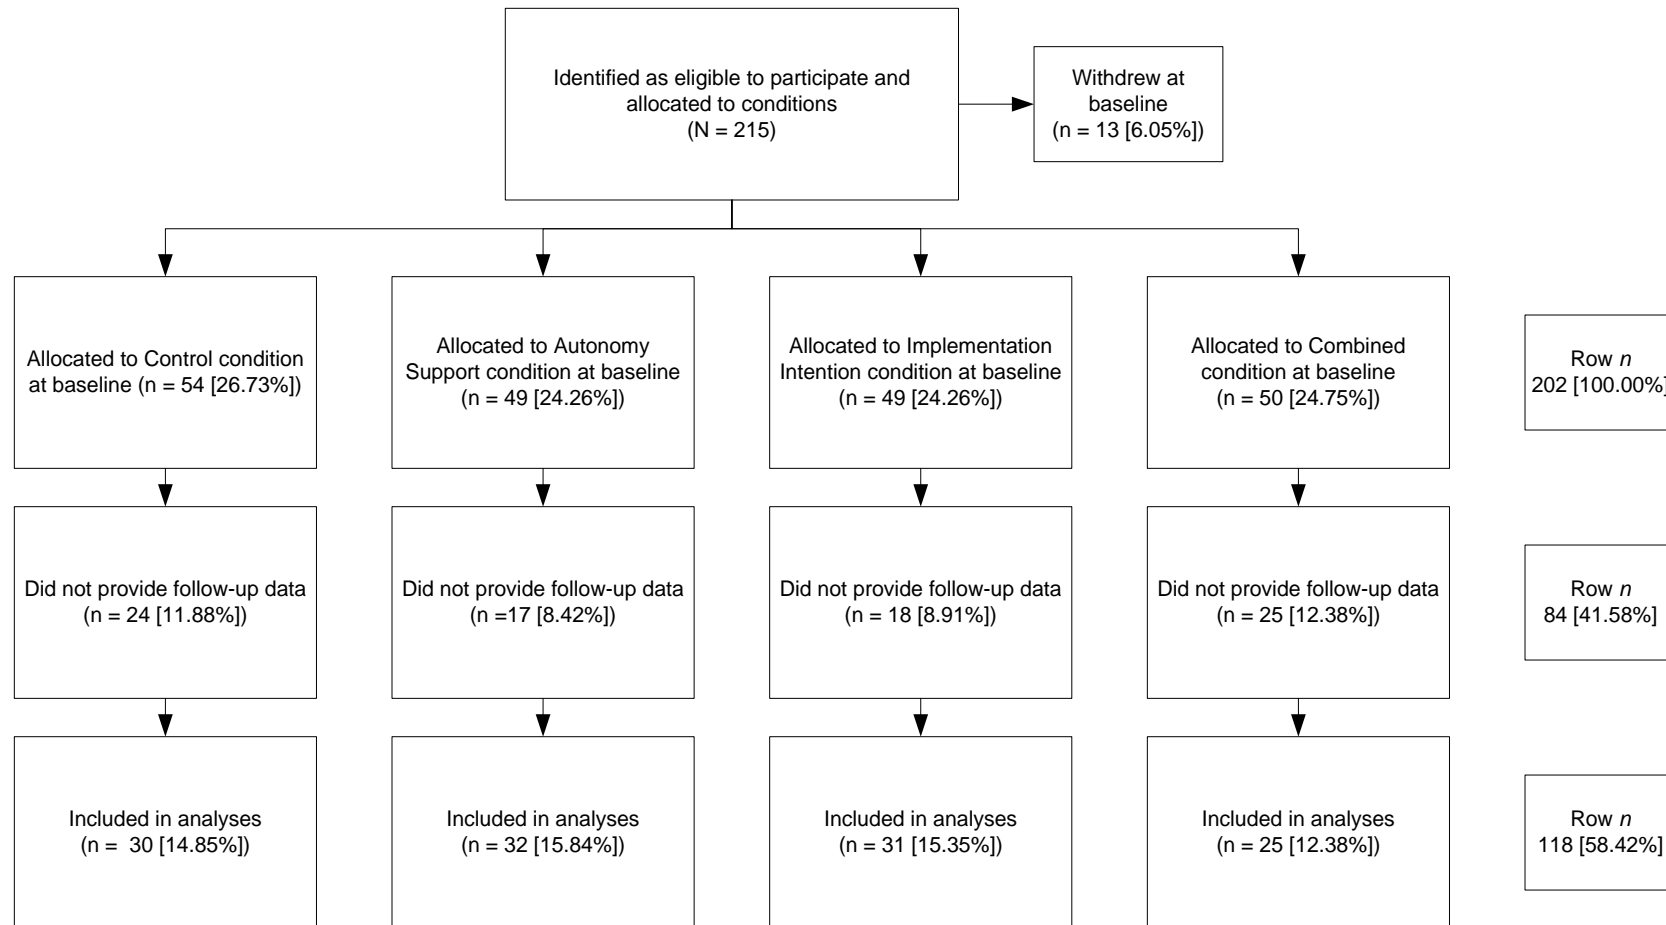 Identified as eligible to participate and
allocated to conditions
(N = 215)
Withdrew at
baseline
(n = 13 [6.05%])
Allocated to Control condition
at baseline (n = 54 [26.73%])
Allocated to Autonomy
Support condition at baseline
(n = 49 [24.26%])
Allocated to Implementation
Intention condition at baseline
(n = 49 [24.26%])
Allocated to Combined
condition at baseline
(n = 50 [24.75%])
Row n
202 [100.00%]
Did not provide follow-up data
(n = 24 [11.88%])
Did not provide follow-up data
(n =17 [8.42%])
Did not provide follow-up data
(n = 18 [8.91%])
Did not provide follow-up data
(n = 25 [12.38%])
Row n
84 [41.58%]
Included in analyses
(n =  30 [14.85%])
Included in analyses
(n = 32 [15.84%])
Included in analyses
(n = 31 [15.35%])
Included in analyses
(n = 25 [12.38%])
Row n
118 [58.42%]